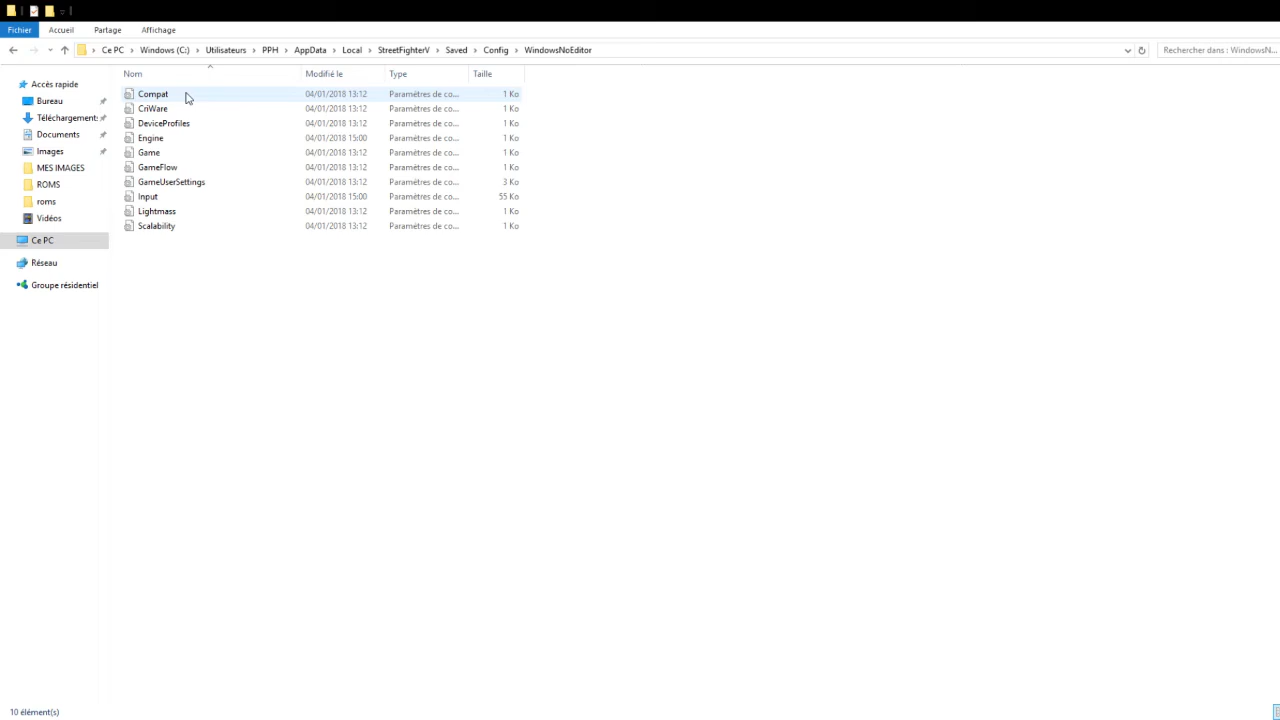 Fichier Accueil Partage Affichage
Ce PC Windows (C:) Utilisateurs PPH AppData Local StreetFighterV Saved Config WindowsNoEditor Rechercher dans : WindowsN...
Nom Modifié le Type Taille
Accès rapide
Bureau
Téléchargements
Documents
Images
MES IMAGES
ROMS
roms
Vidéos
Ce PC
Réseau
Groupe résidentiel
Compat 04/01/2018 13:12 Paramètres de co... 1 Ko
CriWare 04/01/2018 13:12 Paramètres de co... 1 Ko
DeviceProfiles 04/01/2018 13:12 Paramètres de co... 1 Ko
Engine 04/01/2018 15:00 Paramètres de co... 1 Ko
Game 04/01/2018 13:12 Paramètres de co... 1 Ko
GameFlow 04/01/2018 13:12 Paramètres de co... 1 Ko
GameUserSettings 04/01/2018 13:12 Paramètres de co... 3 Ko
Input 04/01/2018 15:00 Paramètres de co... 55 Ko
Lightmass 04/01/2018 13:12 Paramètres de co... 1 Ko
Scalability 04/01/2018 13:12 Paramètres de co... 1 Ko
10 élément(s)